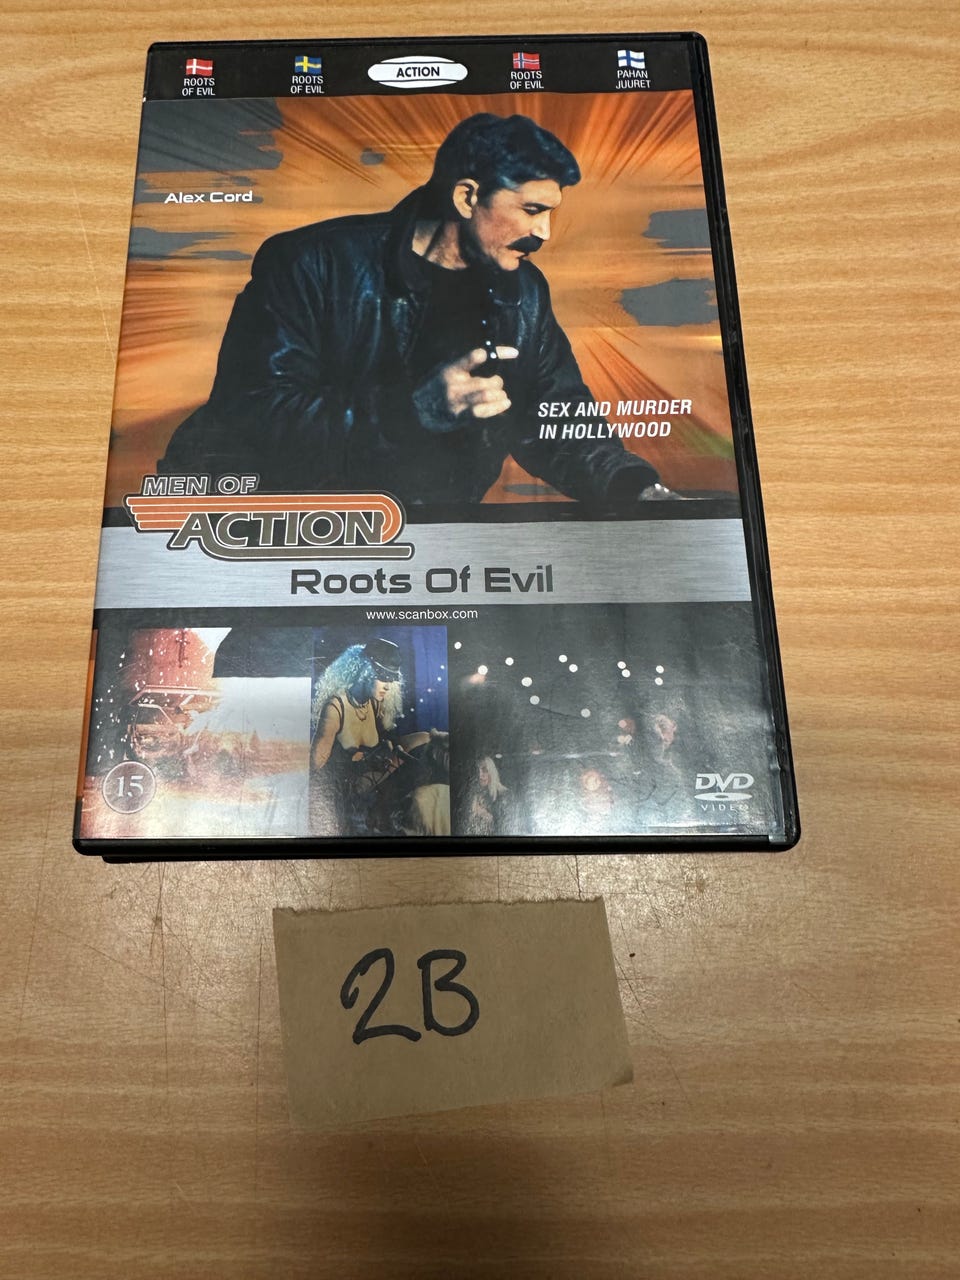 ROOTS
OF EVIL
ROOTS
OF EVIL
ACTION
ROOTS
OF EVIL
PAHAN
JUURET
Alex Cord
SEX AND MURDER
IN HOLLYWOOD
MEN OF
ACTION
Roots Of Evil
www.scanbox.com
15
DVD
VIDEO
2B